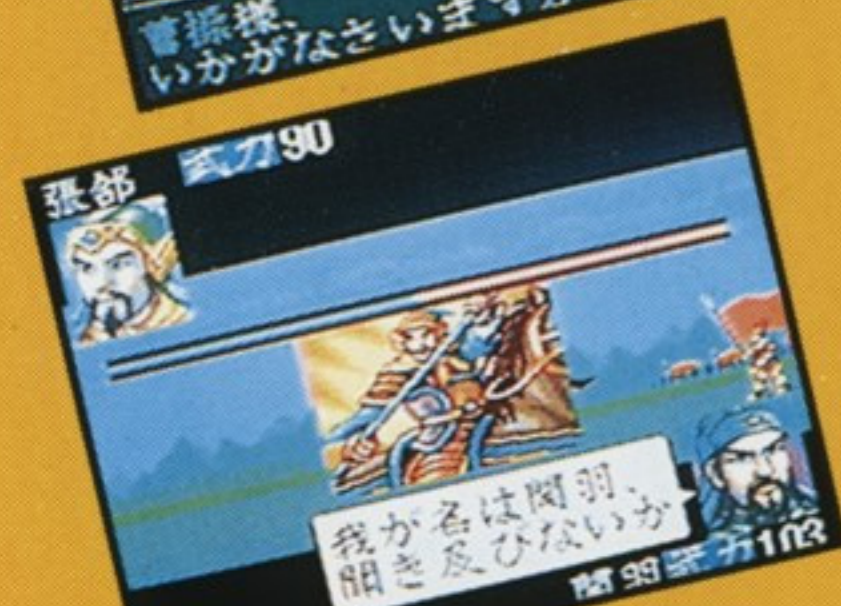 曹操様、
いかがなさいます
張郃
武力90
我が名は関羽、
聞き及びないか
関羽 武力103